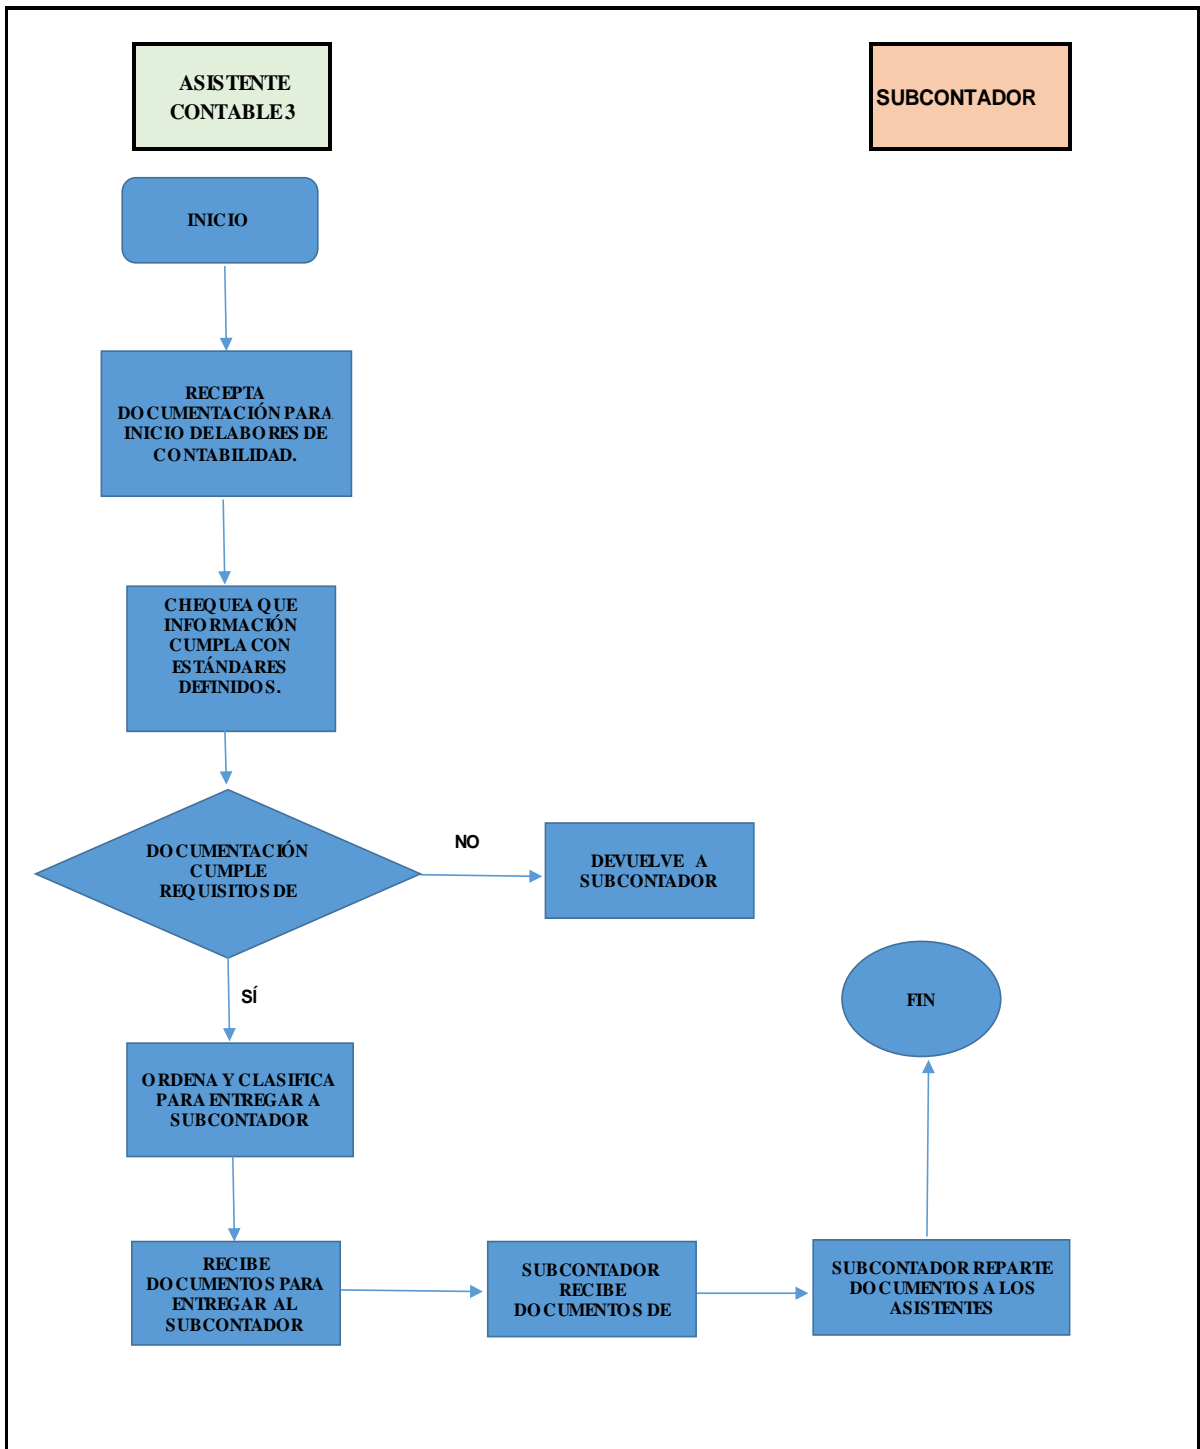 ASISTENTE
CONTABLE 3
SUBCONTADOR
INICIO
RECEPTA
DOCUMENTACIÓN PARA
INICIO DE LABORES DE
CONTABILIDAD.
CHEQUEA QUE
INFORMACIÓN
CUMPLA CON
ESTÁNDARES
DEFINIDOS.
DOCUMENTACIÓN
CUMPLE
REQUISITOS DE
NO
DEVUELVE A
SUBCONTADOR
SÍ
FIN
ORDENA Y CLASIFICA
PARA ENTREGAR A
SUBCONTADOR
RECIBE
DOCUMENTOS PARA
ENTREGAR AL
SUBCONTADOR
SUBCONTADOR
RECIBE
DOCUMENTOS DE
SUBCONTADOR REPARTE
DOCUMENTOS A LOS
ASISTENTES